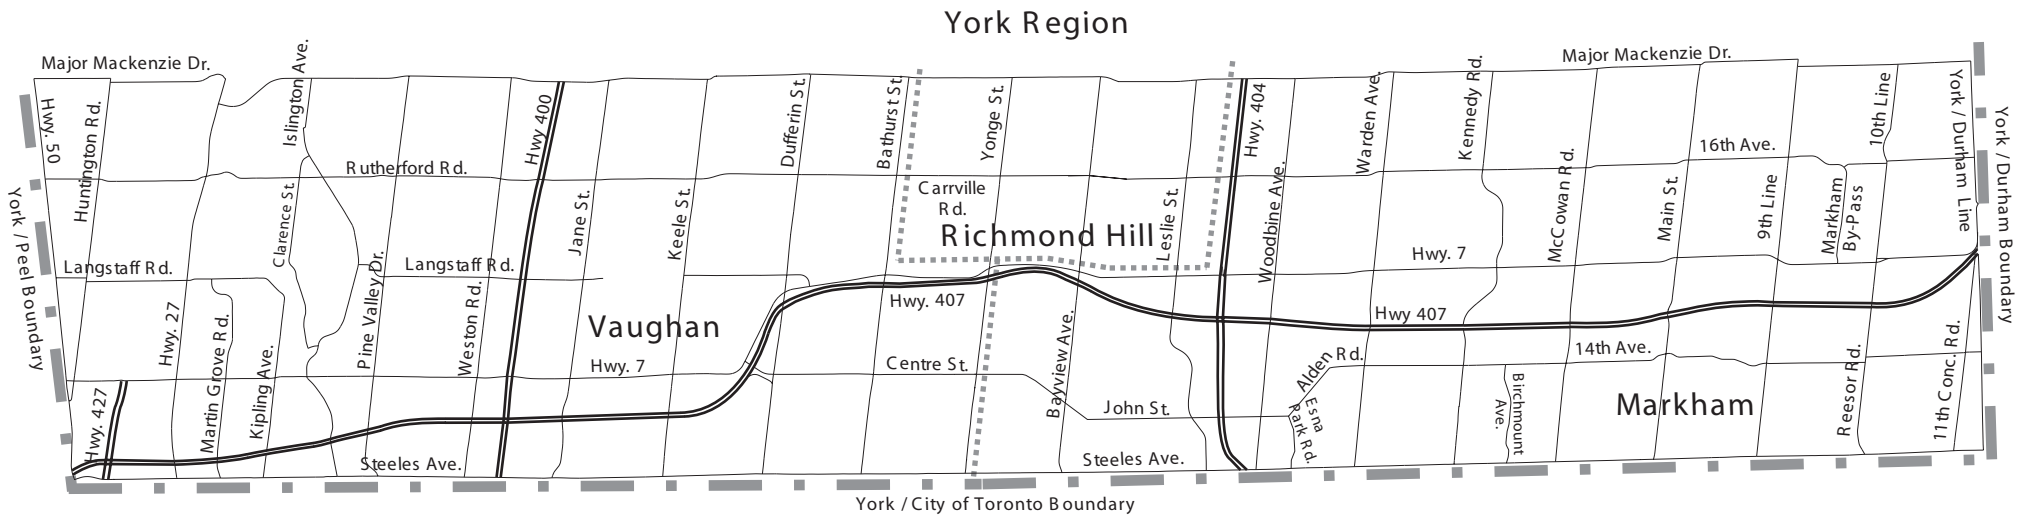 York Region
Major Mackenzie Dr.
Major Mackenzie Dr.
Hwy. 50
Huntington Rd.
Islington Ave.
Hwy 400
Dufferin St.
Bathurst St.
Yonge St.
Hwy. 404
Warden Ave.
Kennedy Rd.
10th Line
York / Durham Line
Rutherford Rd.
16th Ave.
Clarence St.
Jane St.
Keele St.
Carrville
Rd.
Richmond Hill
Leslie St.
Woodbine Ave.
McCowan Rd.
Main St.
9th Line
Markham
By-Pass
York / Peel Boundary
York / Durham Boundary
Langstaff Rd.
Langstaff Rd.
Hwy. 7
Hwy. 27
Martin Grove Rd.
Kipling Ave.
Pine Valley Dr.
Weston Rd.
Vaughan
Hwy. 407
Hwy 407
Hwy. 7
Centre St.
Bayview Ave.
Alden Rd.
14th Ave.
Hwy. 427
John St.
Esna
Park Rd.
Birchmount
Ave.
Markham
Reesor Rd.
11th Conc. Rd.
Steeles Ave.
Steeles Ave.
York / City of Toronto Boundary